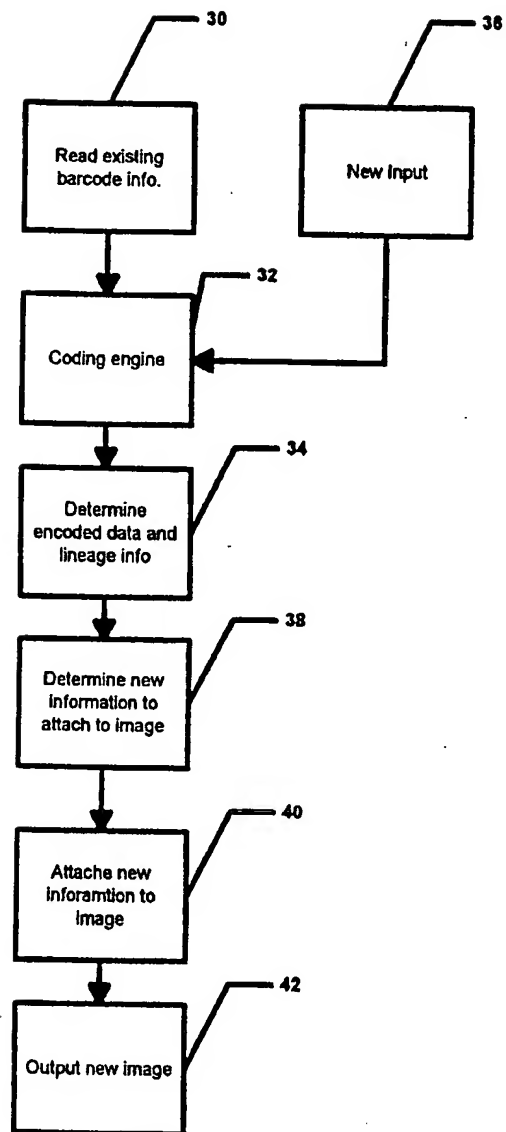 30
36
Read existing
barcode info.
New Input
32
Coding engine
34
Determine
encoded data and
lineage info
38
Determine new
information to
attach to image
40
Attache new
inforamtion to
image
42
Output new image